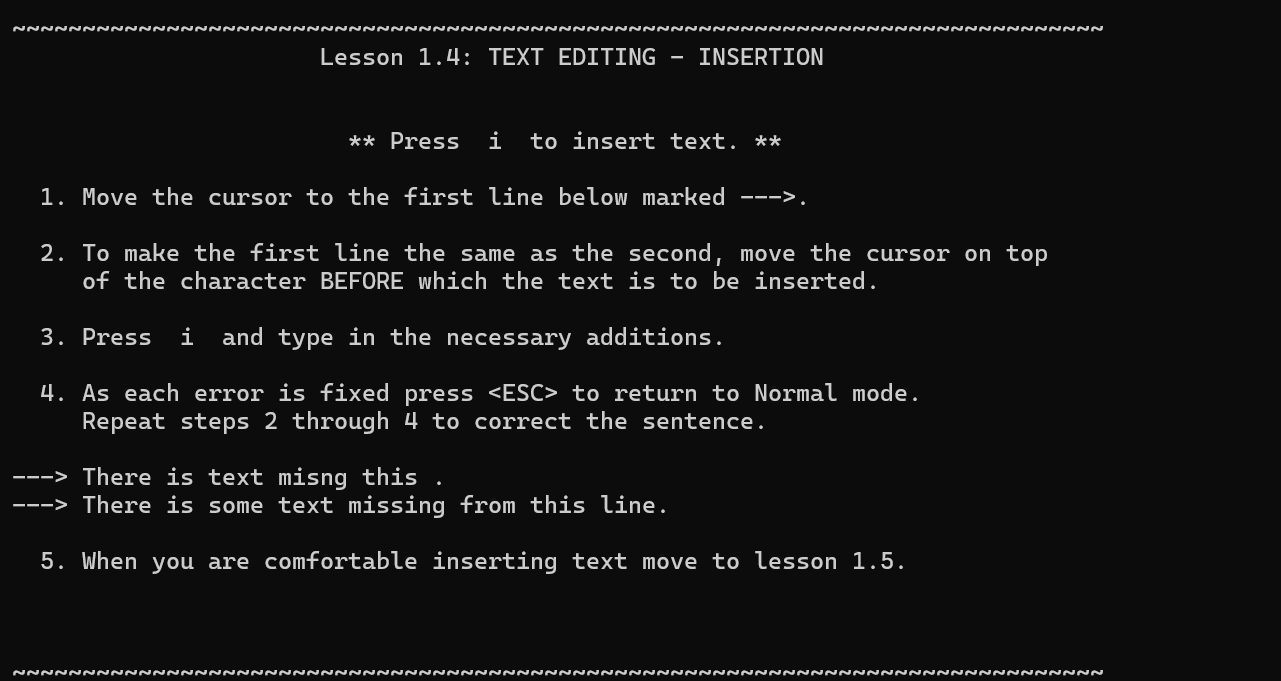 ~~~~~~~~~~~~~~~~~~~~~~~~~~~~~~~~~~~~~~~~~~~~~~~~~~~~~~~~~~~~~~~~~~~~~~~~~~~~~~
Lesson 1.4: TEXT EDITING - INSERTION
** Press  i  to insert text. **
1. Move the cursor to the first line below marked --->.
2. To make the first line the same as the second, move the cursor on top
of the character BEFORE which the text is to be inserted.
3. Press  i  and type in the necessary additions.
4. As each error is fixed press <ESC> to return to Normal mode.
Repeat steps 2 through 4 to correct the sentence.
---> There is text misng this .
---> There is some text missing from this line.
5. When you are comfortable inserting text move to lesson 1.5.
~~~~~~~~~~~~~~~~~~~~~~~~~~~~~~~~~~~~~~~~~~~~~~~~~~~~~~~~~~~~~~~~~~~~~~~~~~~~~~